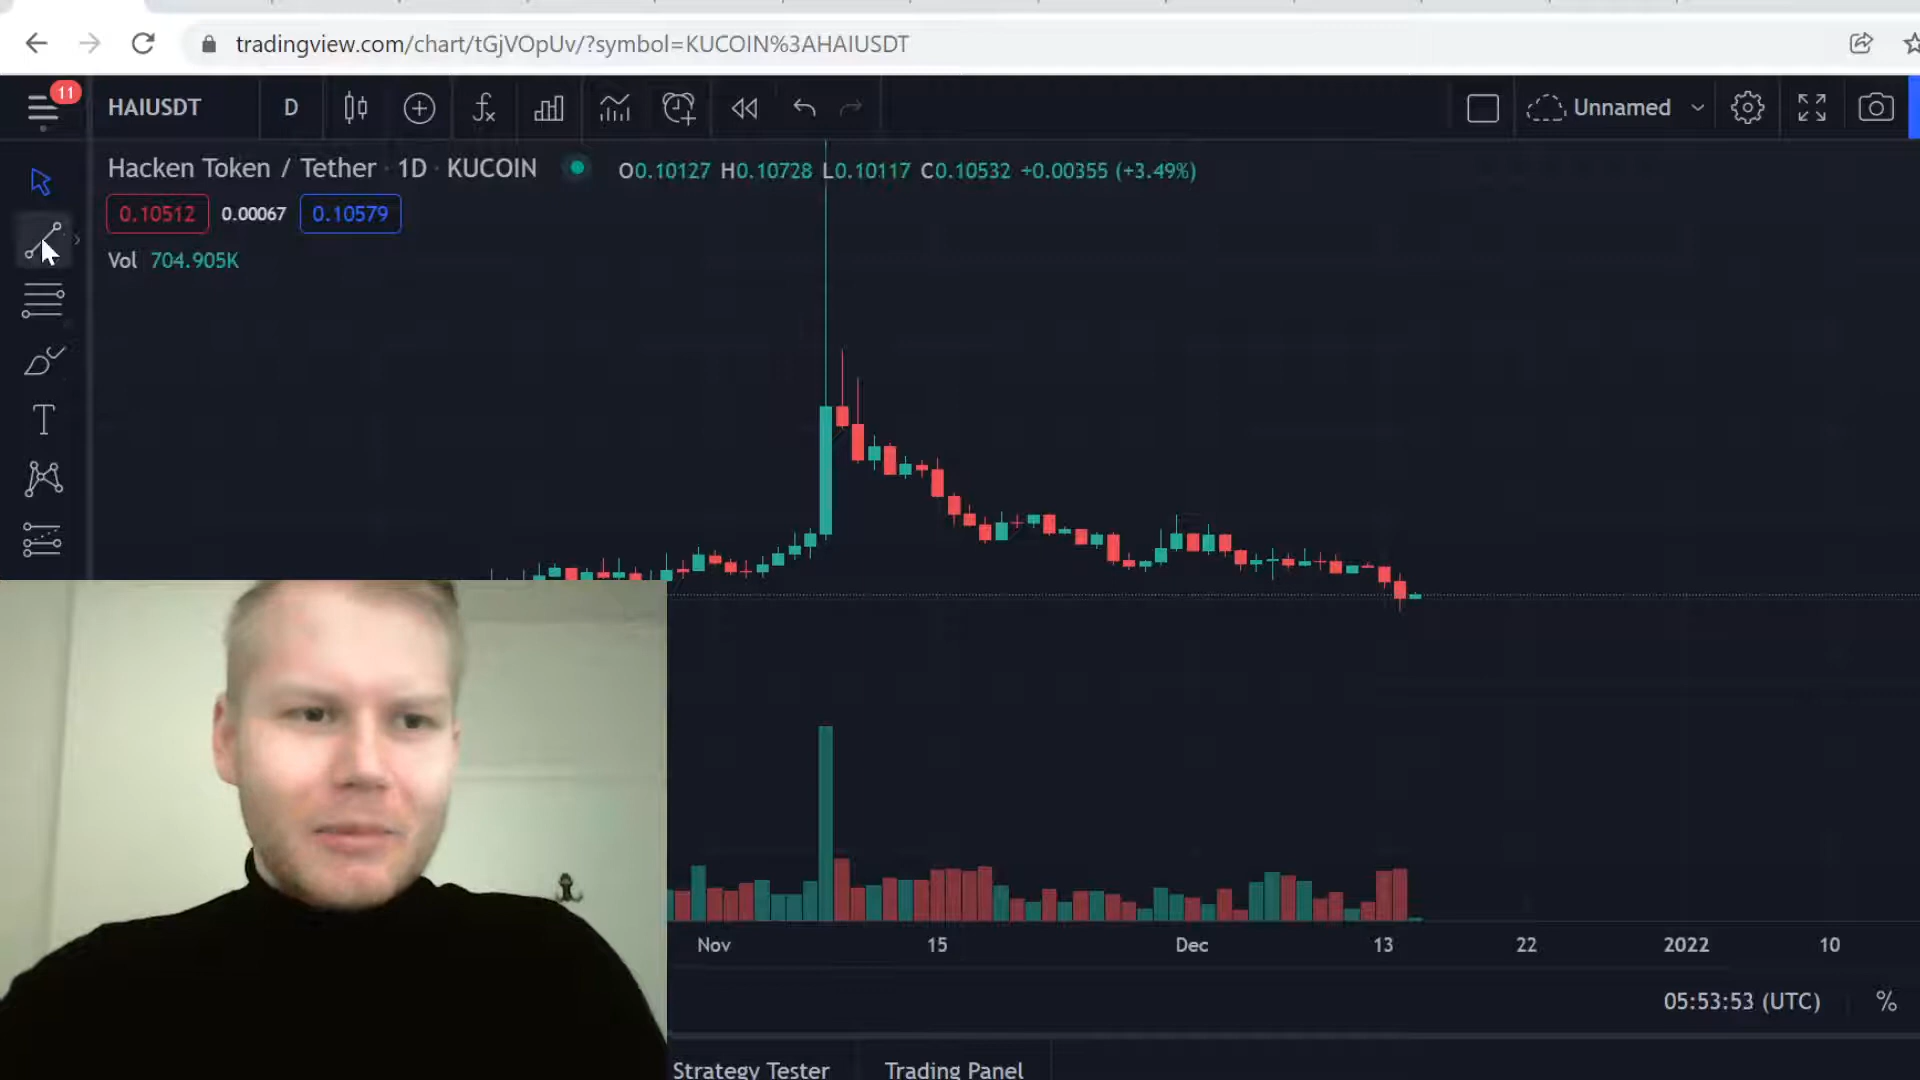 tradingview.com/chart/tGjVOpUv/?symbol=KUCOIN%3AHAIUSDT
11
HAIUSDT D Unnamed
Hacken Token / Tether · 1D · KUCOIN O0.10127 H0.10728 L0.10117 C0.10532 +0.00355 (+3.49%)
0.10512 0.00067 0.10579
Vol 704.905K
Nov 15 Dec 13 22 2022 10
05:53:53 (UTC) %
Strategy Tester Trading Panel